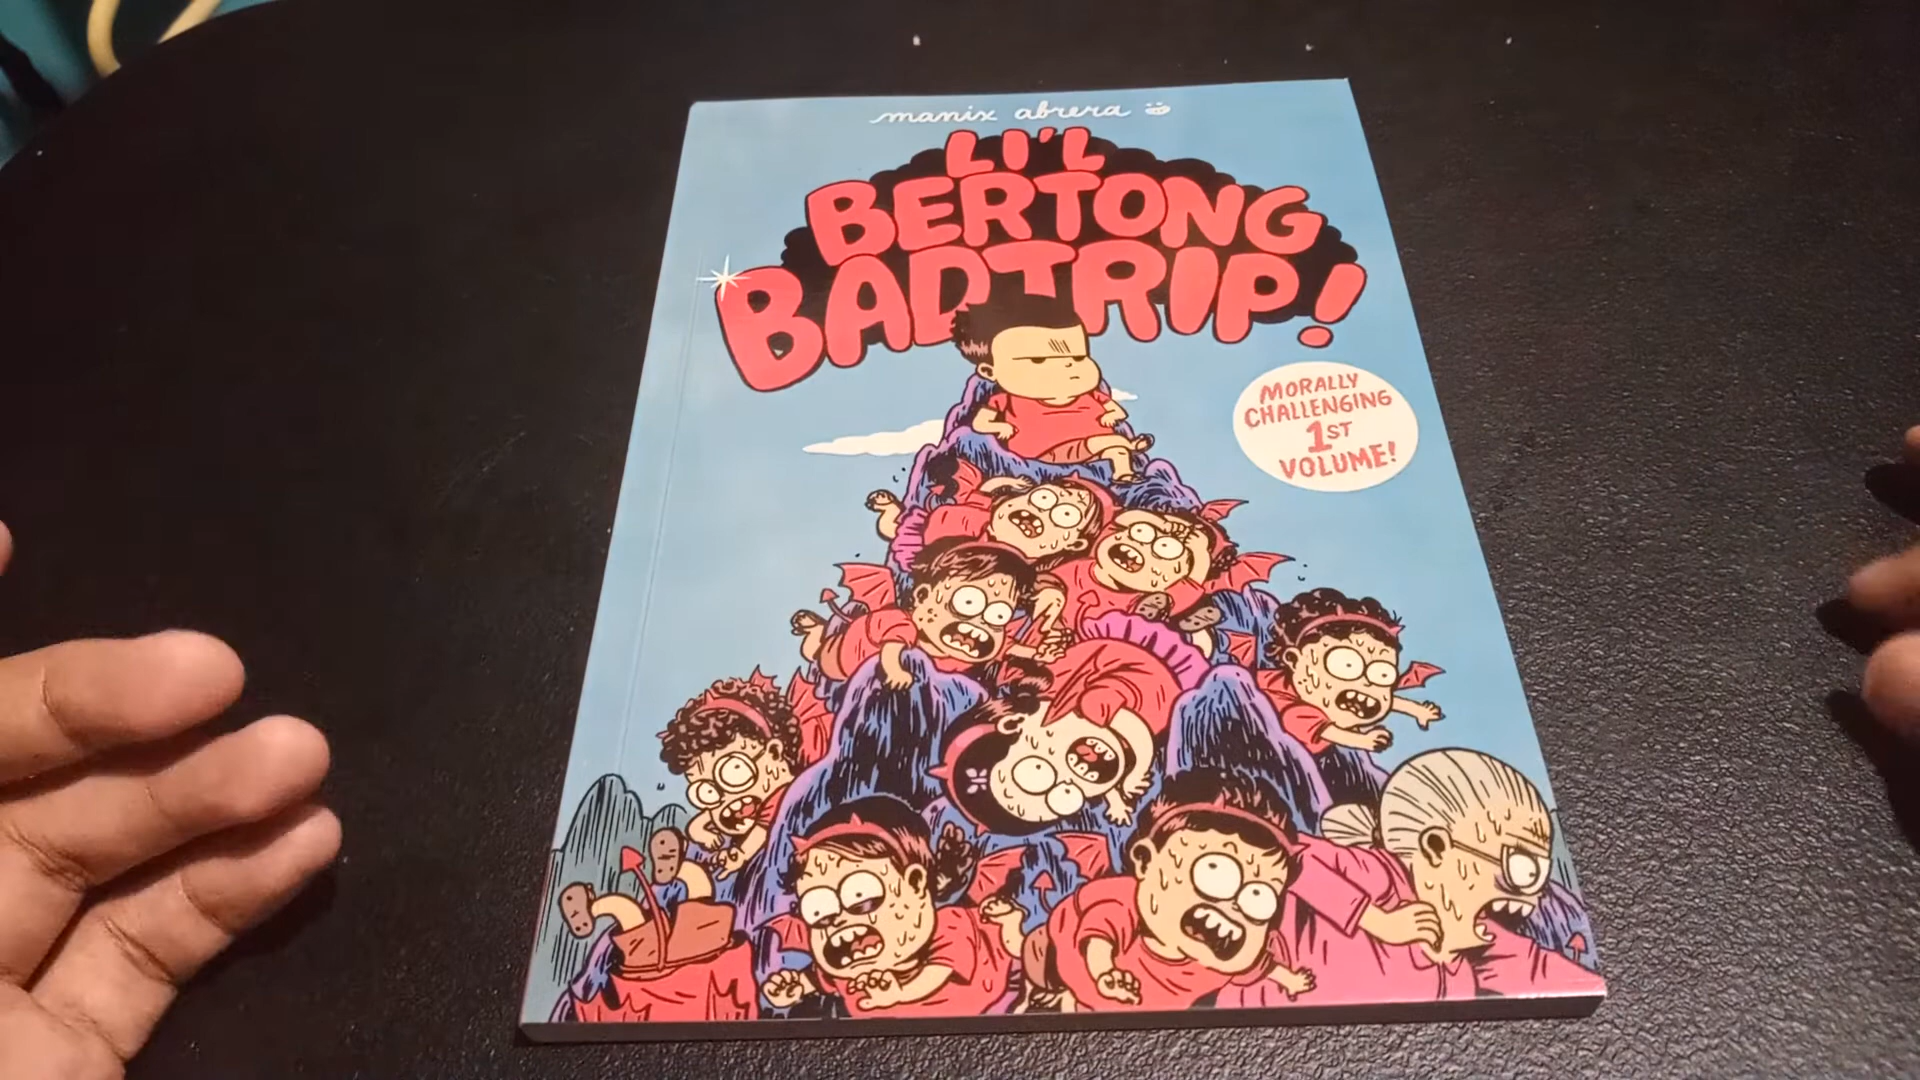 manix abrera
LI'L
BERTONG
BADTRIP!
MORALLY
CHALLENGING
1ST
VOLUME!